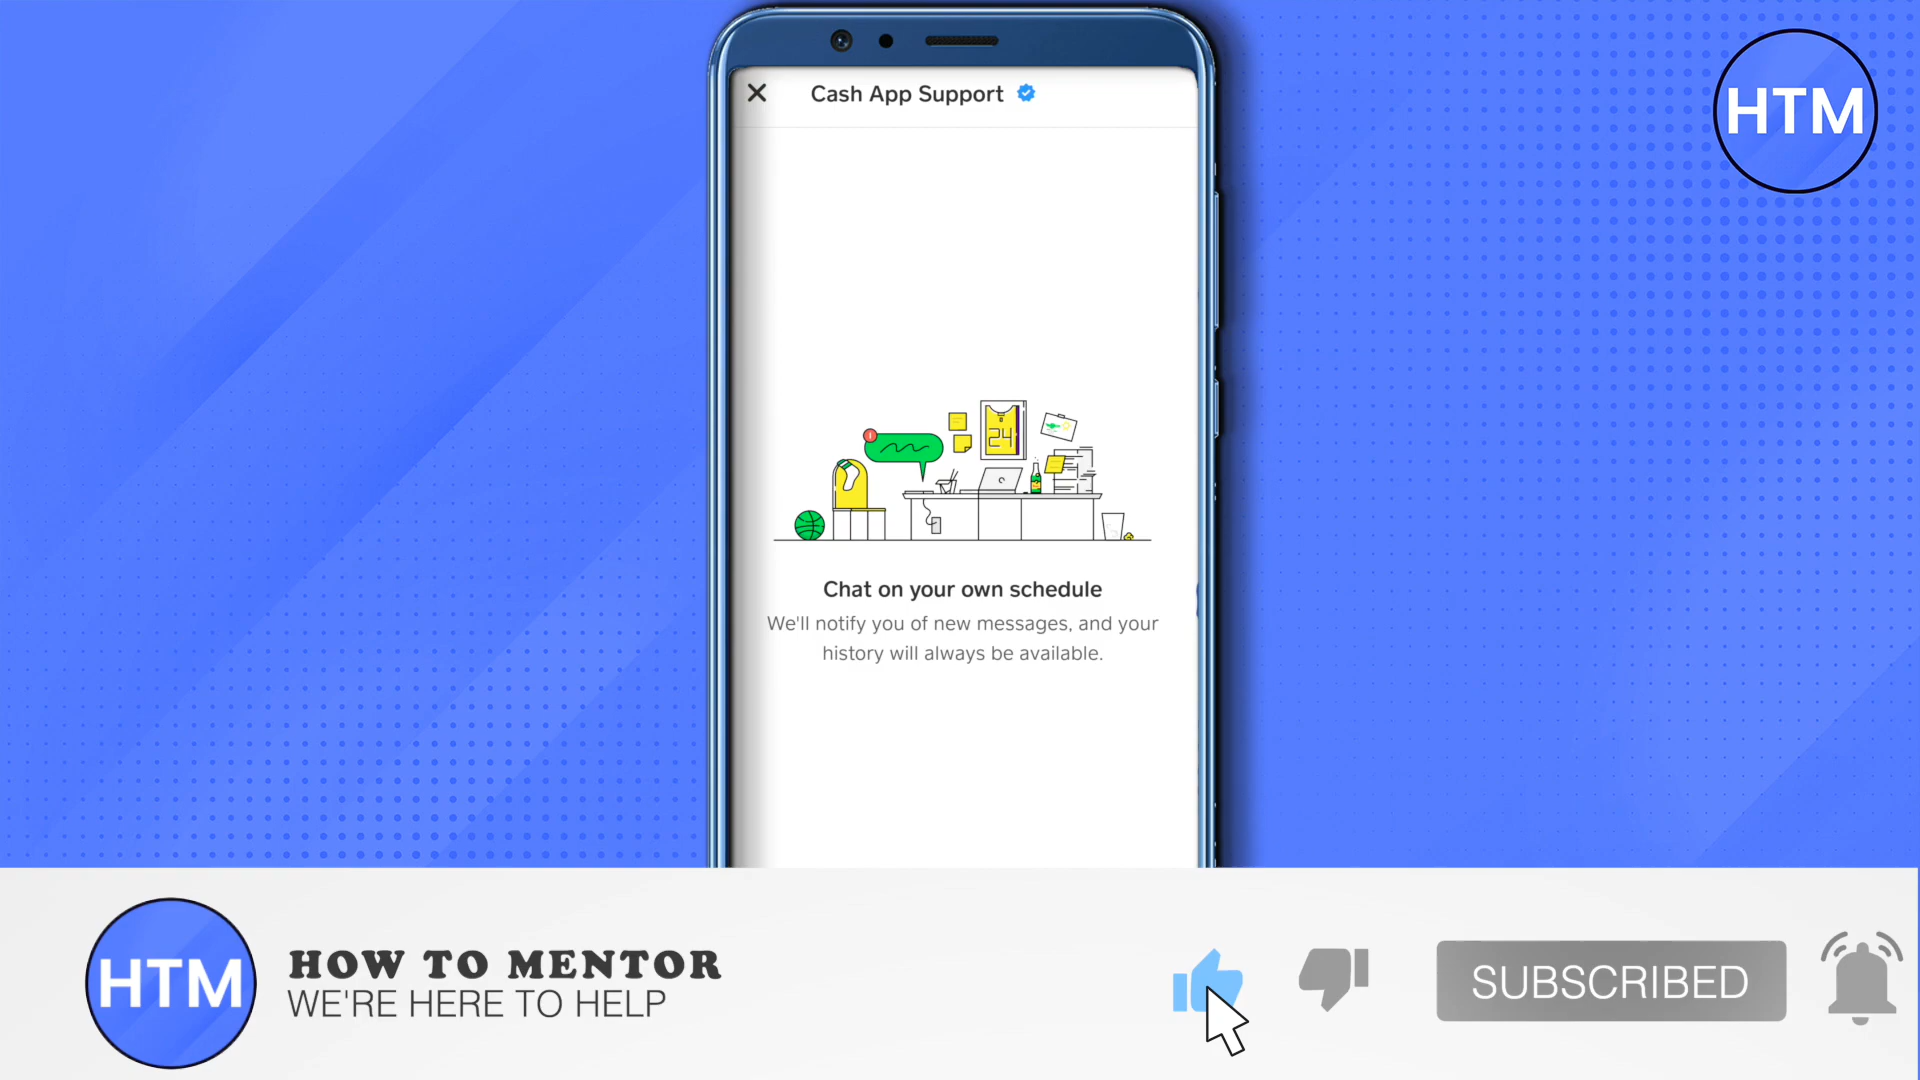 Cash App Support
HTM
24
Chat on your own schedule
We'll notify you of new messages, and your
history will always be available.
HTM
HOW TO MENTOR
WE'RE HERE TO HELP
SUBSCRIBED